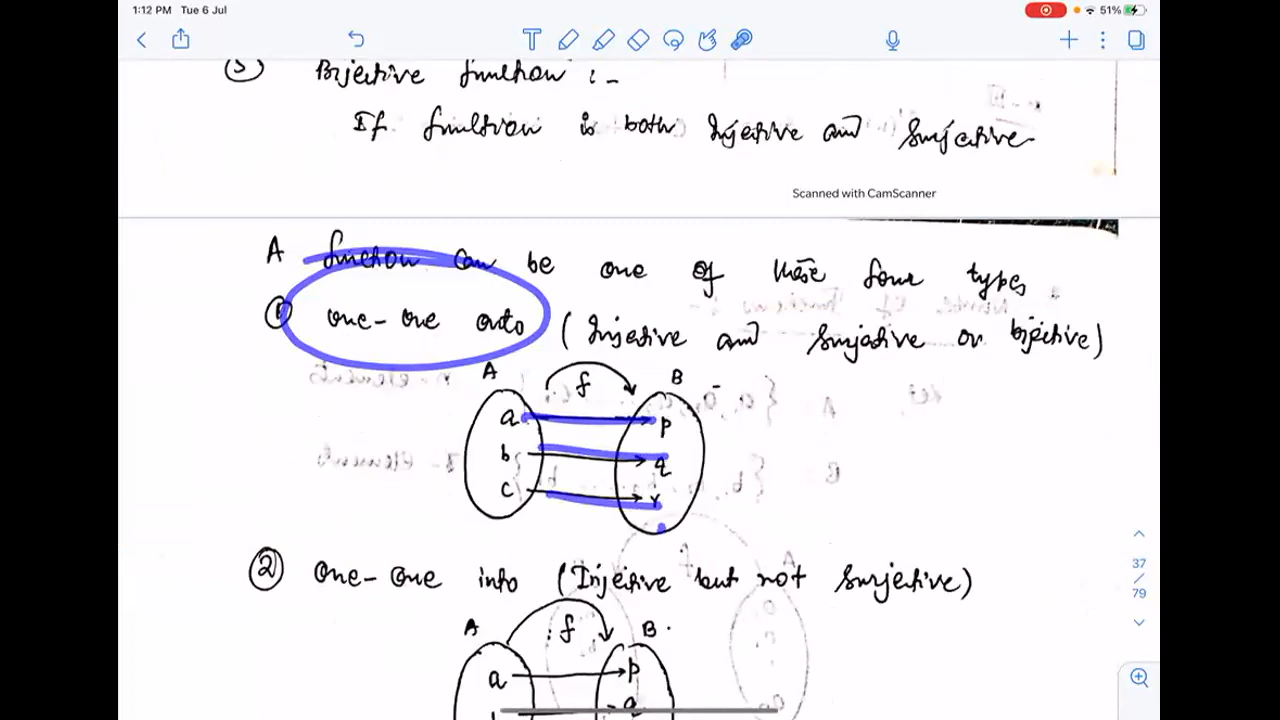 1:12 PM Tue 6 Jul
51%
③ Bijective function :-
If function is both Injective and Surjective
Scanned with CamScanner
A function can be one of these four types
① one-one onto (Injective and Surjective or bijective)
A f B
a p
b q
c r
② one-one into (Injective but not Surjective)
37
/
79
A f B
a p
q